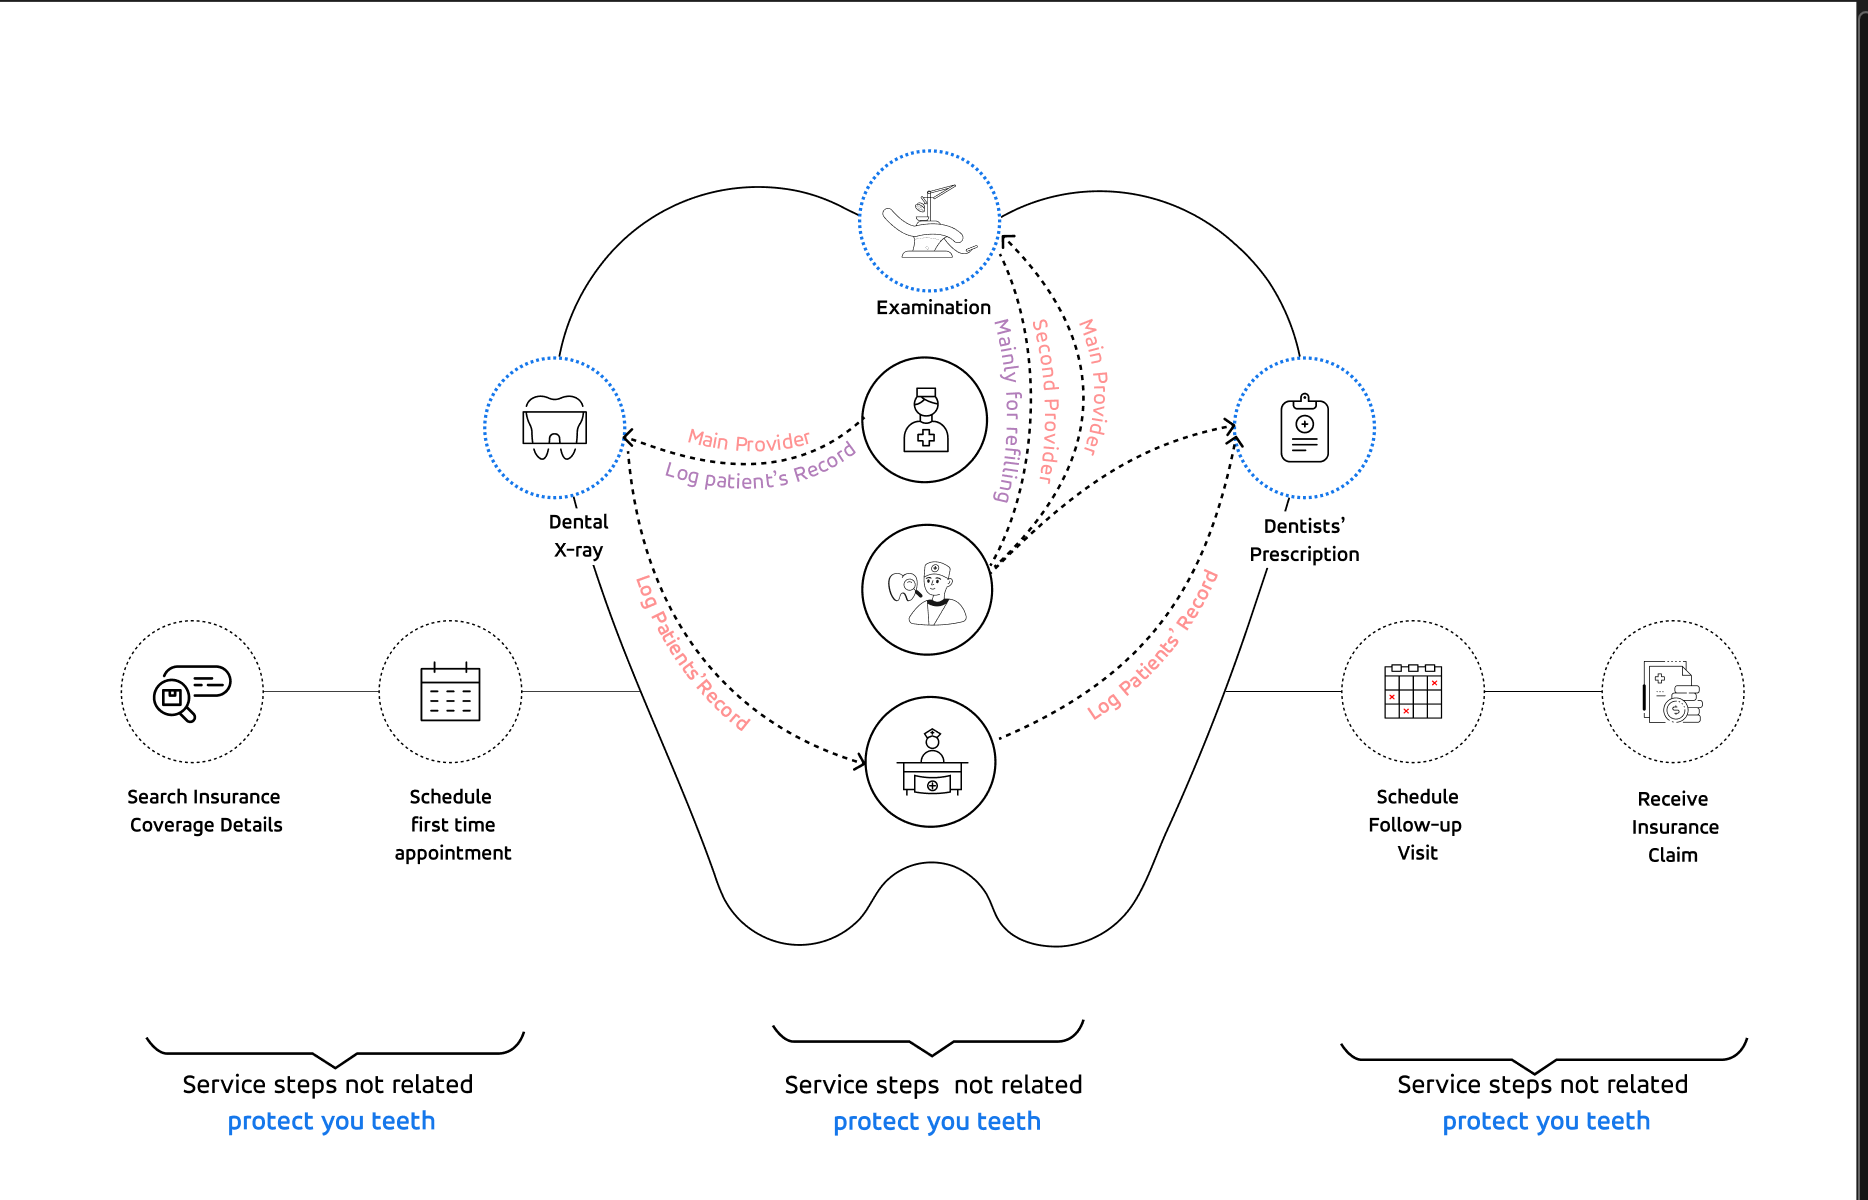 Examination
Main Provider
Log patient's Record
Mainly for refilling
Second Provider
Main Provider
Dental
X-ray
Dentists'
Prescription
Log Patients'Record
Log Patients' Record
Search Insurance
Coverage Details
Schedule
first time
appointment
Schedule
Follow-up
Visit
Receive
Insurance
Claim
Service steps not related
protect you teeth
Service steps  not related
protect you teeth
Service steps not related
protect you teeth